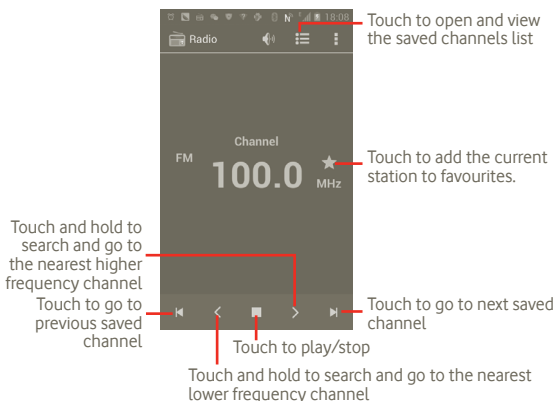 18:08
Radio
Touch to open and view
the saved channels list
Channel
FM
100.0
MHz
Touch to add the current
station to favourites.
Touch and hold to
search and go to
the nearest higher
frequency channel
Touch to go to
previous saved
channel
Touch to go to next saved
channel
Touch to play/stop
Touch and hold to search and go to the nearest
lower frequency channel